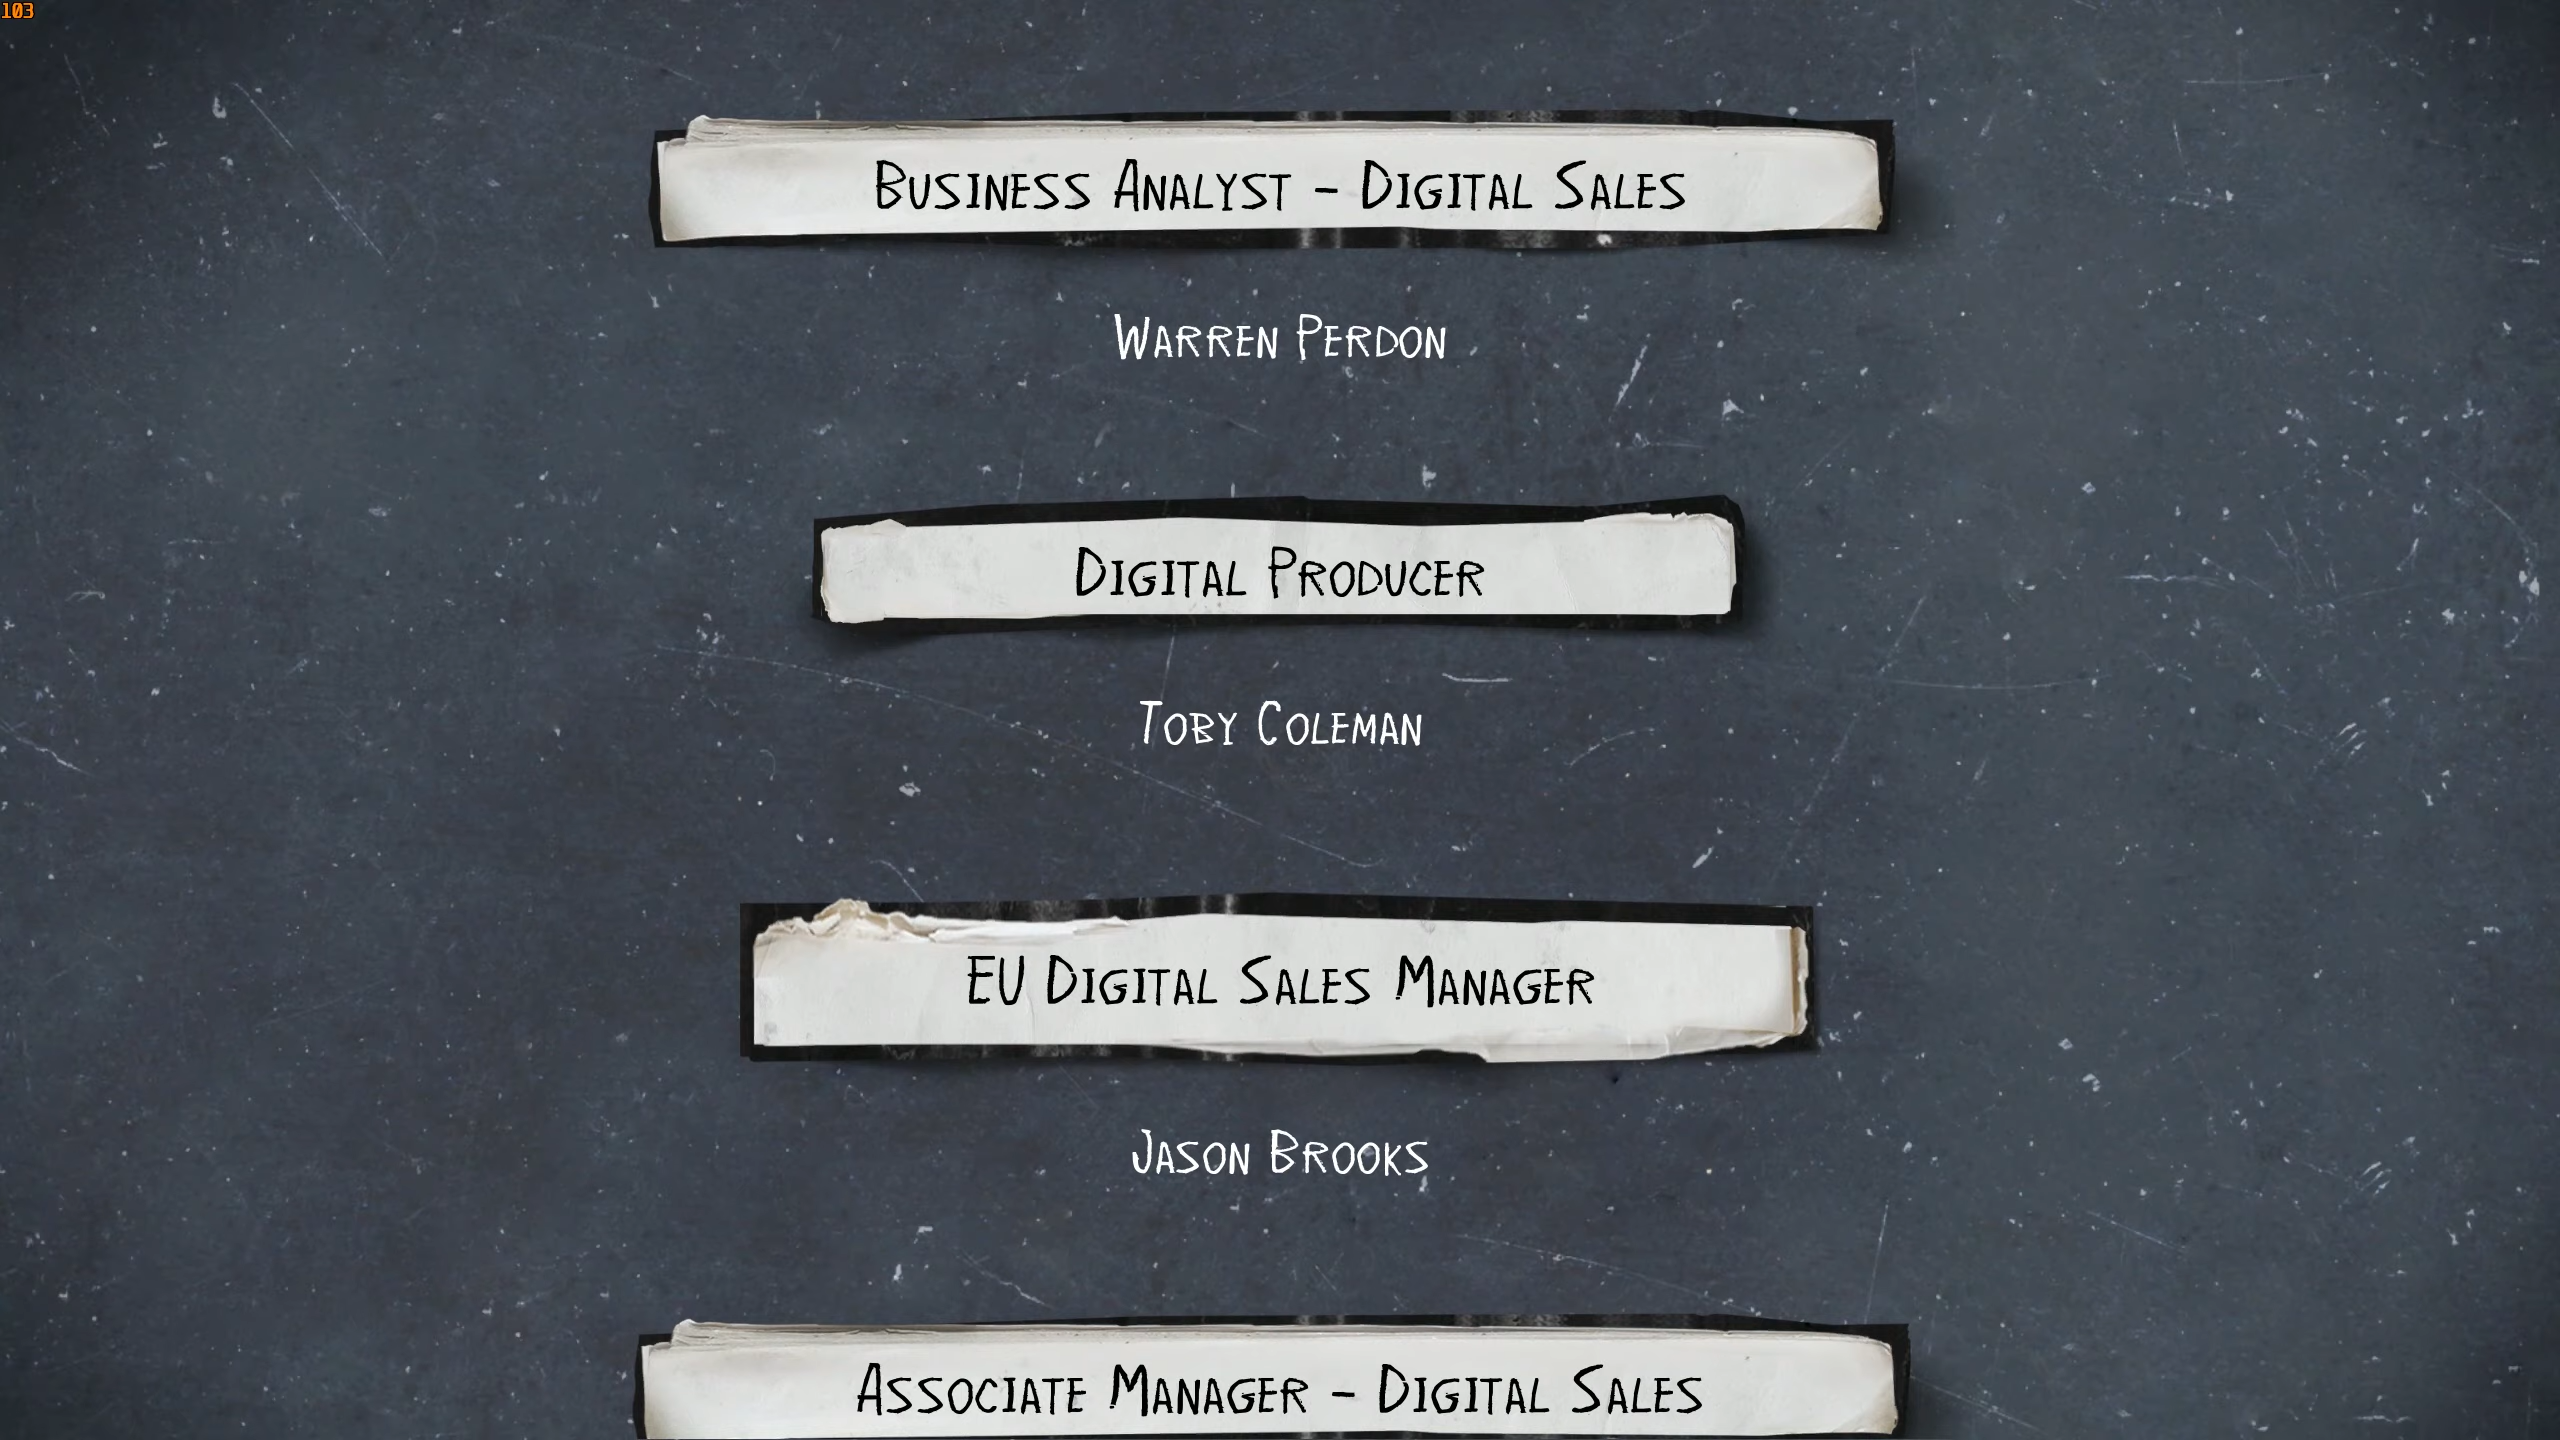 103
Business Analyst - Digital Sales
Warren Perdon
Digital Producer
Toby Coleman
EU Digital Sales Manager
Jason Brooks
Associate Manager - Digital Sales